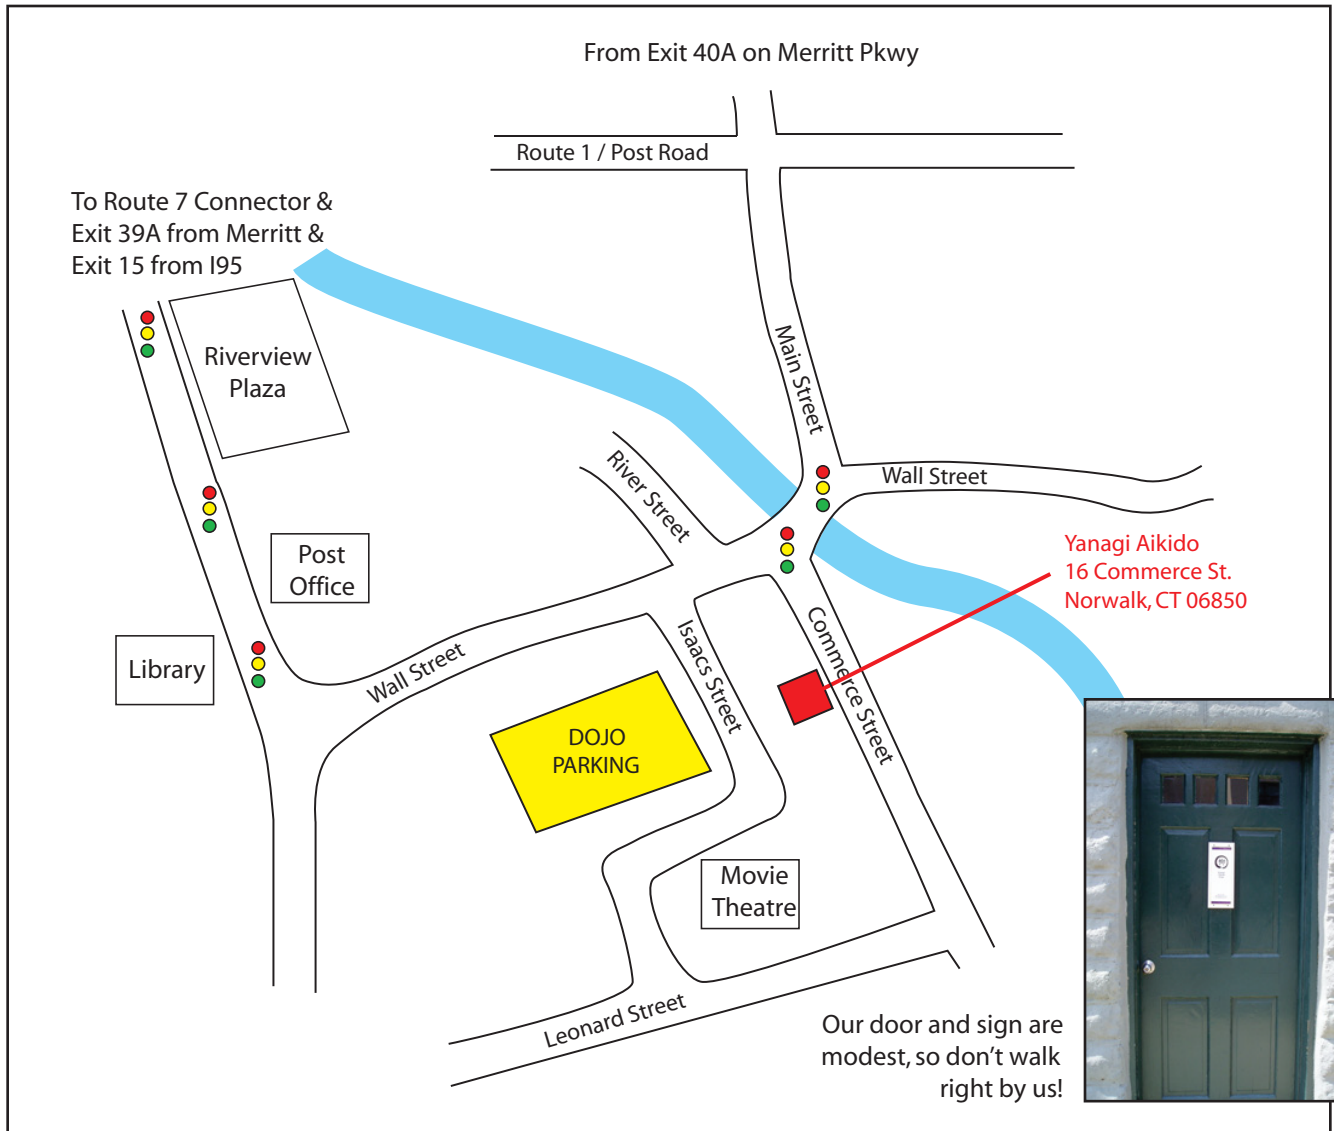 From Exit 40A on Merritt Pkwy
Route 1 / Post Road
To Route 7 Connector &
Exit 39A from Merritt &
Exit 15 from I95
Riverview
Plaza
Main Street
River Street
Wall Street
Post
Office
Yanagi Aikido
16 Commerce St.
Norwalk, CT 06850
Library
Wall Street
Isaacs Street
Commerce Street
DOJO
PARKING
Movie
Theatre
Leonard Street
Our door and sign are
modest, so don't walk
right by us!